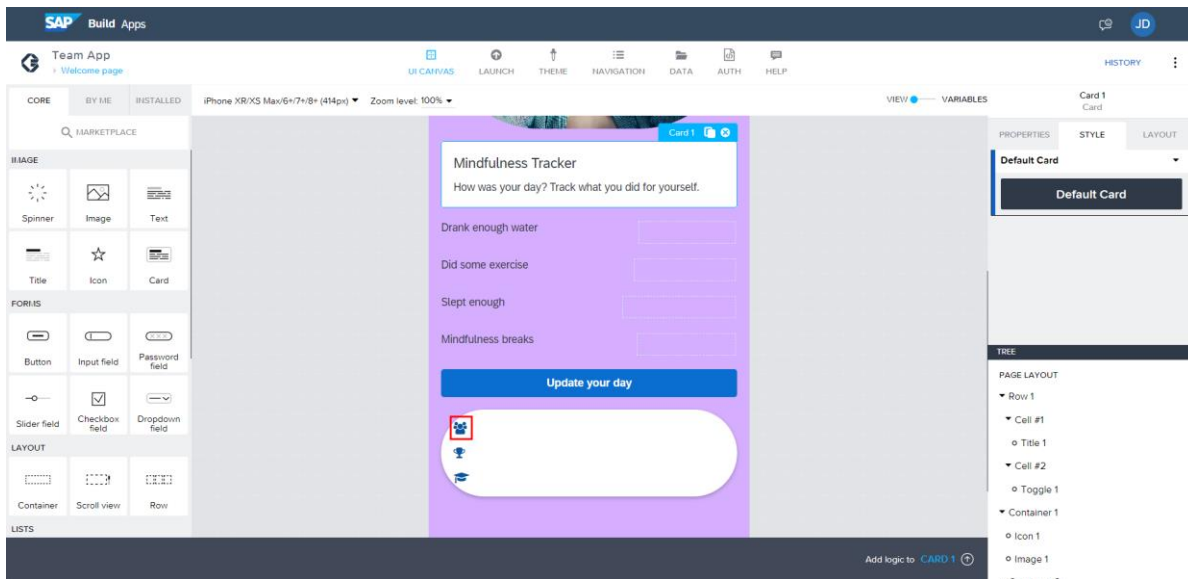 SAP Build Apps
JD
Team App
Welcome page
UI CANVAS LAUNCH THEME NAVIGATION DATA AUTH HELP
HISTORY
CORE BY ME INSTALLED
iPhone XR/XS Max/6+/7+/8+ (414px) Zoom level: 100%
VIEW VARIABLES
Card 1
Card
MARKETPLACE
PROPERTIES STYLE LAYOUT
IMAGE
Spinner Image Text
Title Icon Card
FORMS
Button Input field Password field
Slider field Checkbox field Dropdown field
LAYOUT
Container Scroll view Row
LISTS
Card 1
Mindfulness Tracker
How was your day? Track what you did for yourself.
Drank enough water
Did some exercise
Slept enough
Mindfulness breaks
Update your day
Default Card
Default Card
TREE
PAGE LAYOUT
Row 1
Cell #1
Title 1
Cell #2
Toggle 1
Container 1
Icon 1
Image 1
Add logic to CARD 1